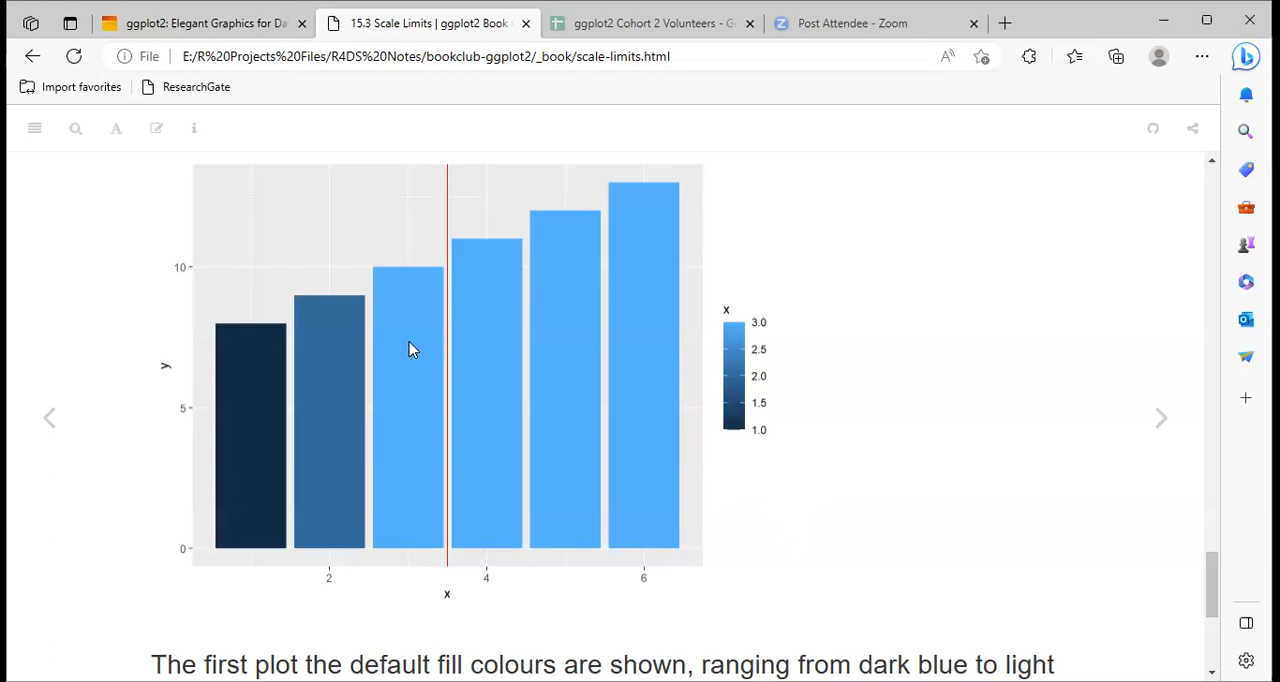 ggplot2: Elegant Graphics for Da
15.3 Scale Limits | ggplot2 Book
ggplot2 Cohort 2 Volunteers - G
Post Attendee - Zoom
File
E:/R%20Projects%20Files/R4DS%20Notes/bookclub-ggplot2/_book/scale-limits.html
Import favorites
ResearchGate
10
5
0
y
2
4
6
x
x
3.0
2.5
2.0
1.5
1.0
The first plot the default fill colours are shown, ranging from dark blue to light